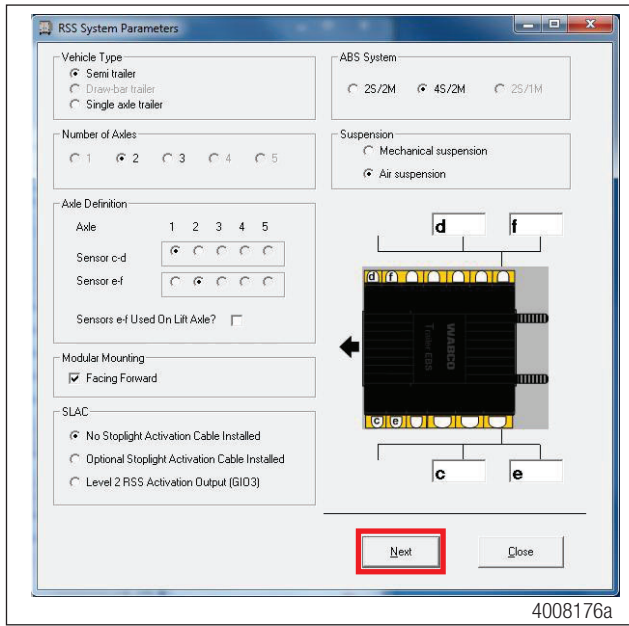 RSS System Parameters
Vehicle Type
Semi trailer
Draw-bar trailer
Single axle trailer
ABS System
2S/2M 4S/2M 2S/1M
Number of Axles
1 2 3 4 5
Suspension
Mechanical suspension
Air suspension
Axle Definition
Axle 1 2 3 4 5
Sensor c-d
Sensor e-f
Sensors e-f Used On Lift Axle?
d f
d f
WABCO
Trailer EBS
c e
c e
Modular Mounting
Facing Forward
SLAC
No Stoplight Activation Cable Installed
Optional Stoplight Activation Cable Installed
Level 2 RSS Activation Output (GIO3)
Next Close
4008176a